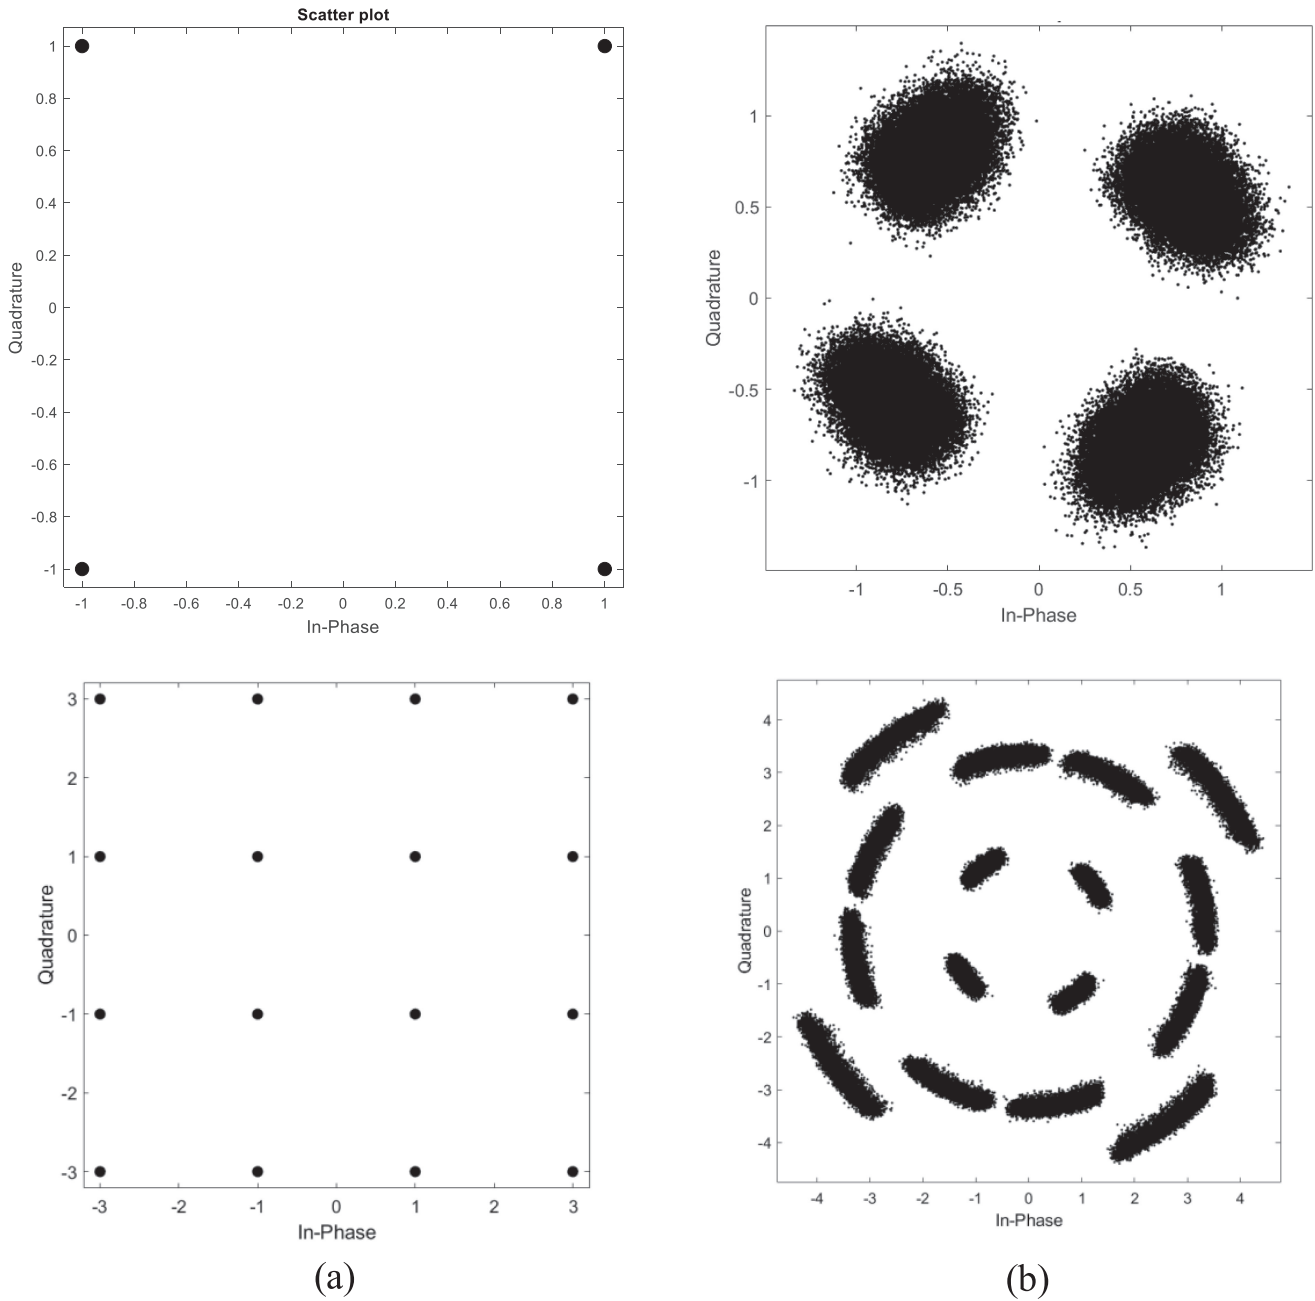 Scatter plot
1
0.8
0.6
0.4
0.2
0
-0.2
-0.4
-0.6
-0.8
-1
Quadrature
-1 -0.8 -0.6 -0.4 -0.2 0 0.2 0.4 0.6 0.8 1
In-Phase
1
0.5
0
-0.5
-1
Quadrature
-1 -0.5 0 0.5 1
In-Phase
3
2
1
0
-1
-2
-3
Quadrature
-3 -2 -1 0 1 2 3
In-Phase
4
3
2
1
0
-1
-2
-3
-4
Quadrature
-4 -3 -2 -1 0 1 2 3 4
In-Phase
(a)
(b)